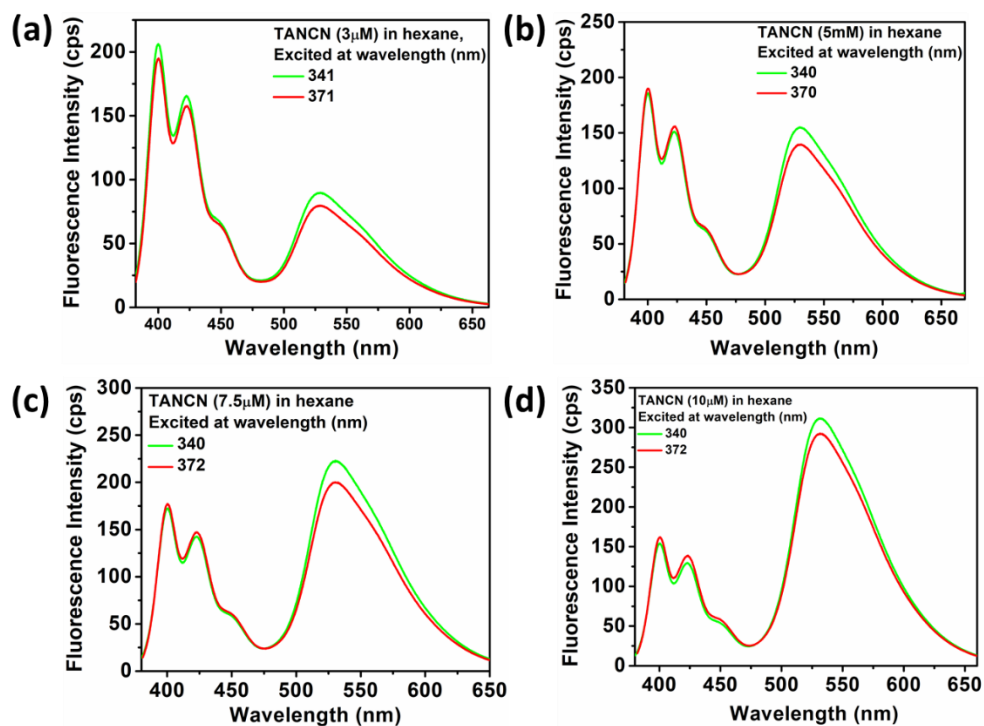 (a)
TANCN (3μM) in hexane,
Excited at wavelength (nm)
341
371
Fluorescence Intensity (cps)
200
150
100
50
0
400 450 500 550 600 650
Wavelength (nm)
(b)
TANCN (5mM) in hexane
Excited at wavelength (nm)
340
370
Fluorescence Intensity (cps)
250
200
150
100
50
0
400 450 500 550 600 650
Wavelength (nm)
(c)
TANCN (7.5μM) in hexane
Excited at wavelength (nm)
340
372
Fluorescence Intensity (cps)
300
250
200
150
100
50
0
400 450 500 550 600 650
Wavelength (nm)
(d)
TANCN (10μM) in hexane
Excited at wavelength (nm)
340
372
Fluorescence Intensity (cps)
350
300
250
200
150
100
50
0
400 450 500 550 600 650
Wavelength (nm)